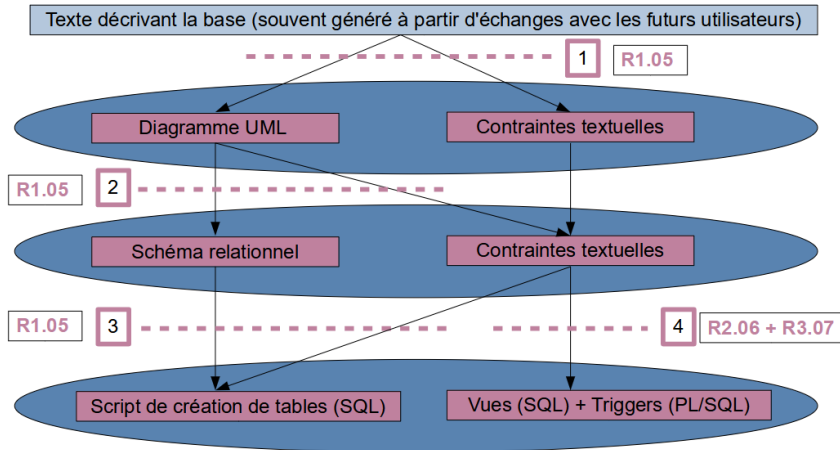 Texte décrivant la base (souvent généré à partir d'échanges avec les futurs utilisateurs)
1 R1.05
Diagramme UML Contraintes textuelles
R1.05 2
Schéma relationnel Contraintes textuelles
R1.05 3 4 R2.06 + R3.07
Script de création de tables (SQL) Vues (SQL) + Triggers (PL/SQL)